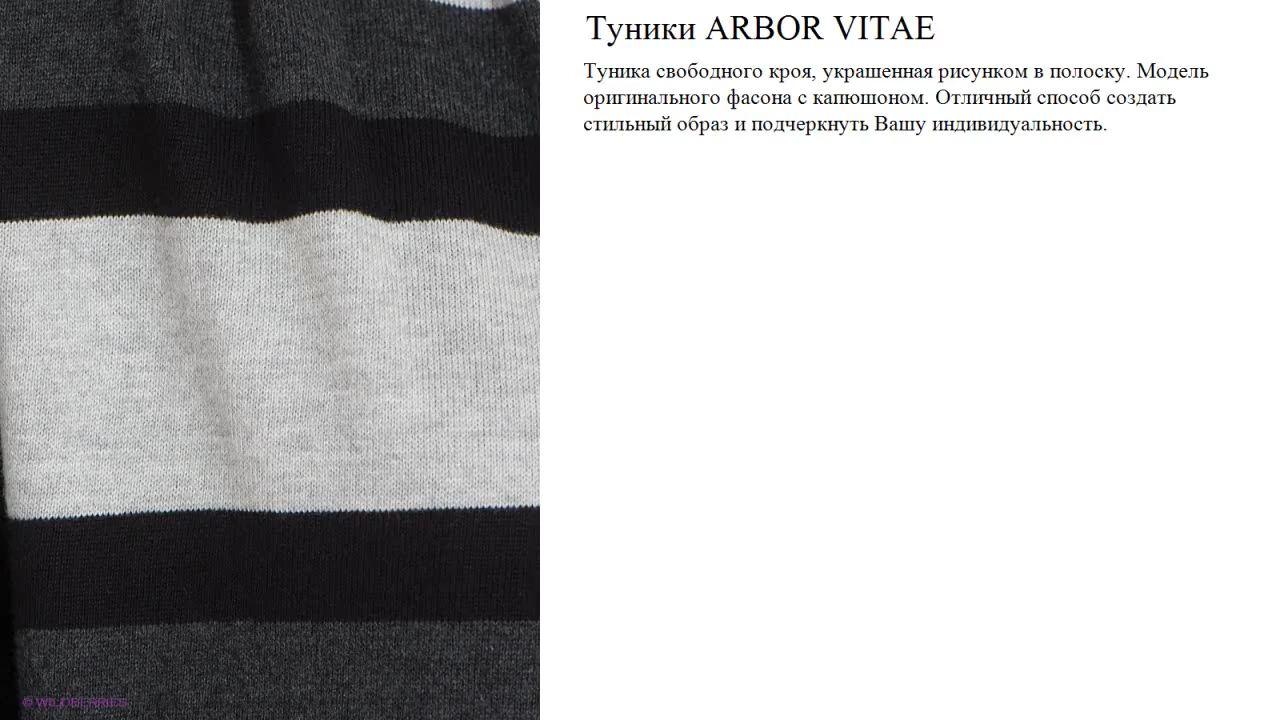 Туники ARBOR VITAE
Туника свободного кроя, украшенная рисунком в полоску. Модель
оригинального фасона с капюшоном. Отличный способ создать
стильный образ и подчеркнуть Вашу индивидуальность.
© WILDBERRIES